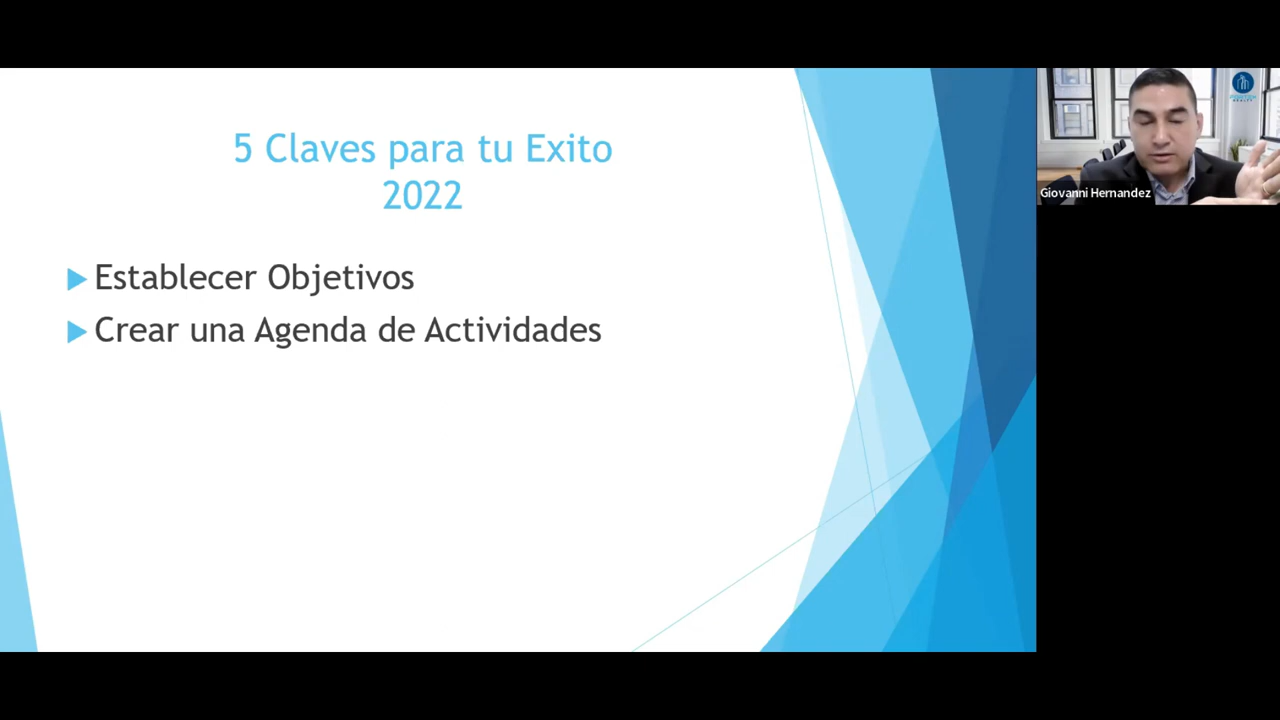 5 Claves para tu Exito
2022
Establecer Objetivos
Crear una Agenda de Actividades
Giovanni Hernandez